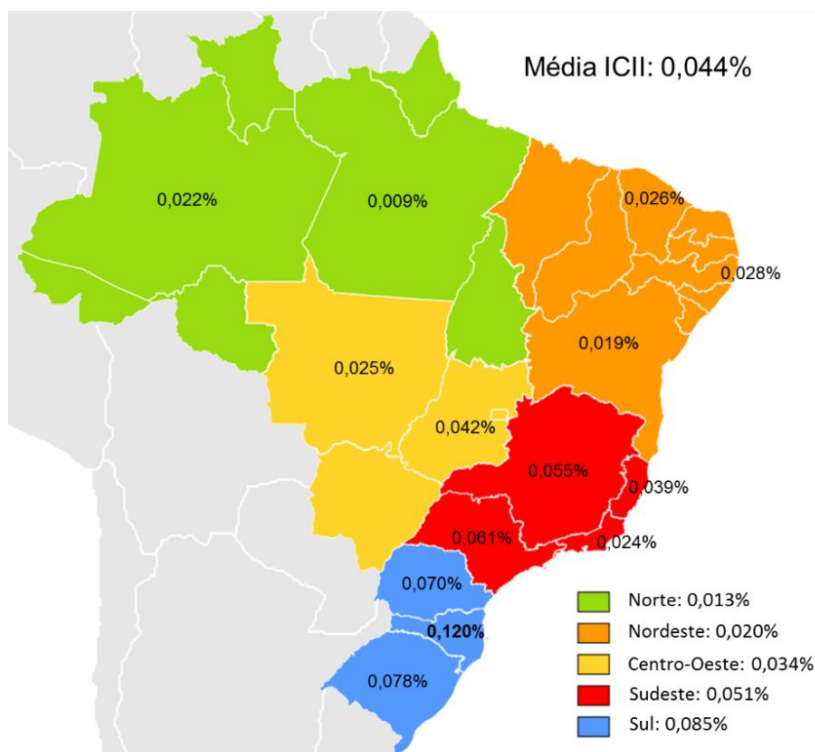 Média ICII: 0,044%
0,022%
0,009%
0,026%
0,028%
0,019%
0,025%
0,042%
0,055%
0,039%
0,061%
0,024%
0,070%
0,120%
0,078%
Norte: 0,013%
Nordeste: 0,020%
Centro-Oeste: 0,034%
Sudeste: 0,051%
Sul: 0,085%